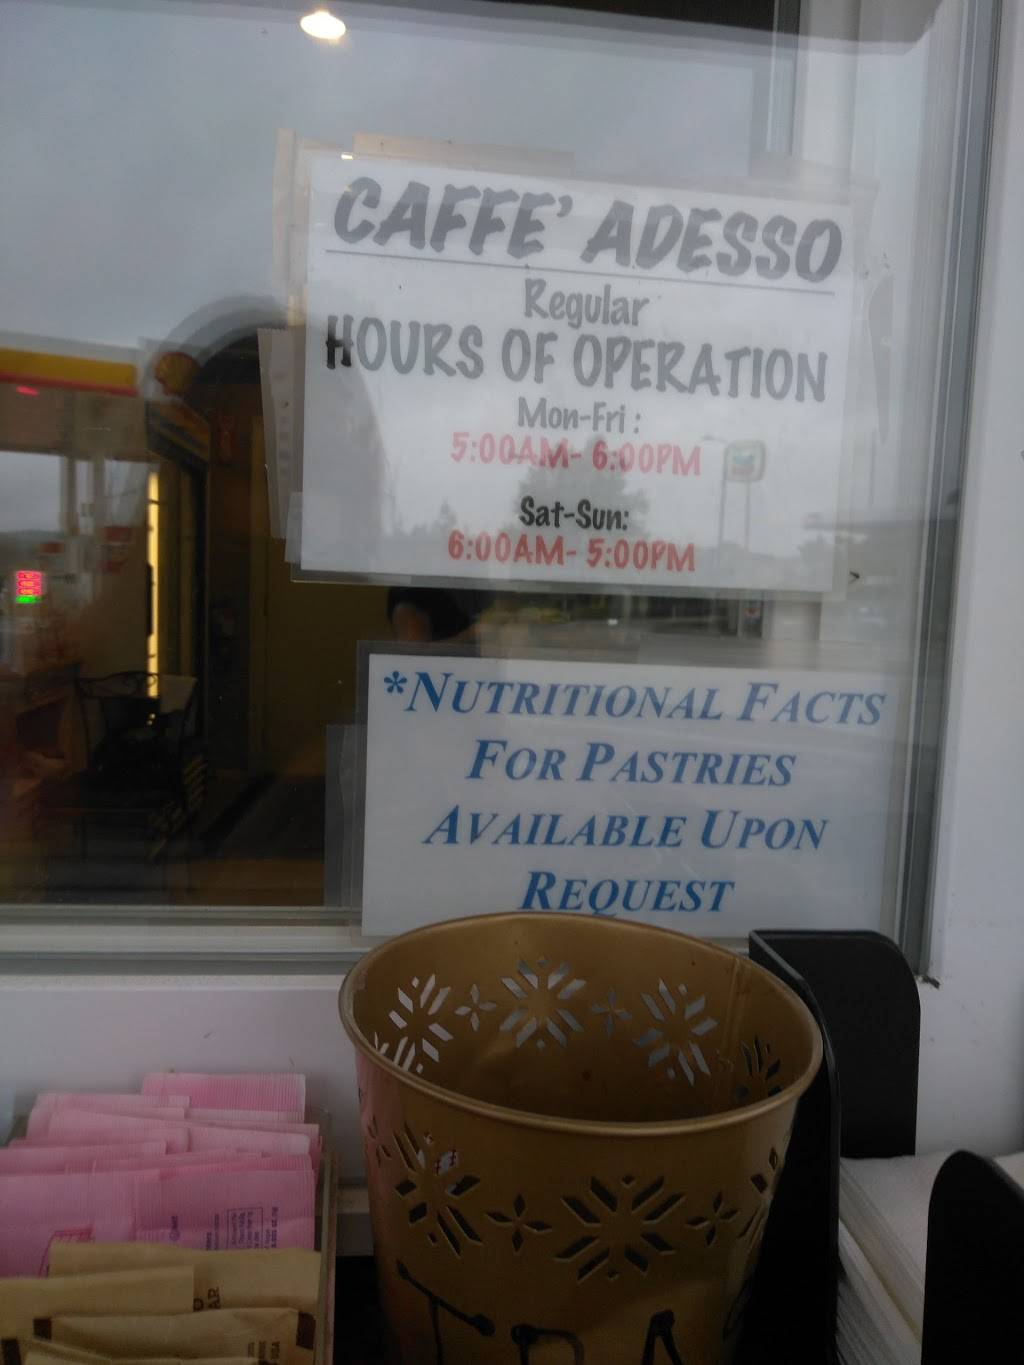 CAFFE' ADESSO
Regular
HOURS OF OPERATION
Mon-Fri :
5:00AM- 6:00PM
Sat-Sun:
6:00AM- 5:00PM
*NUTRITIONAL FACTS
FOR PASTRIES
AVAILABLE UPON
REQUEST